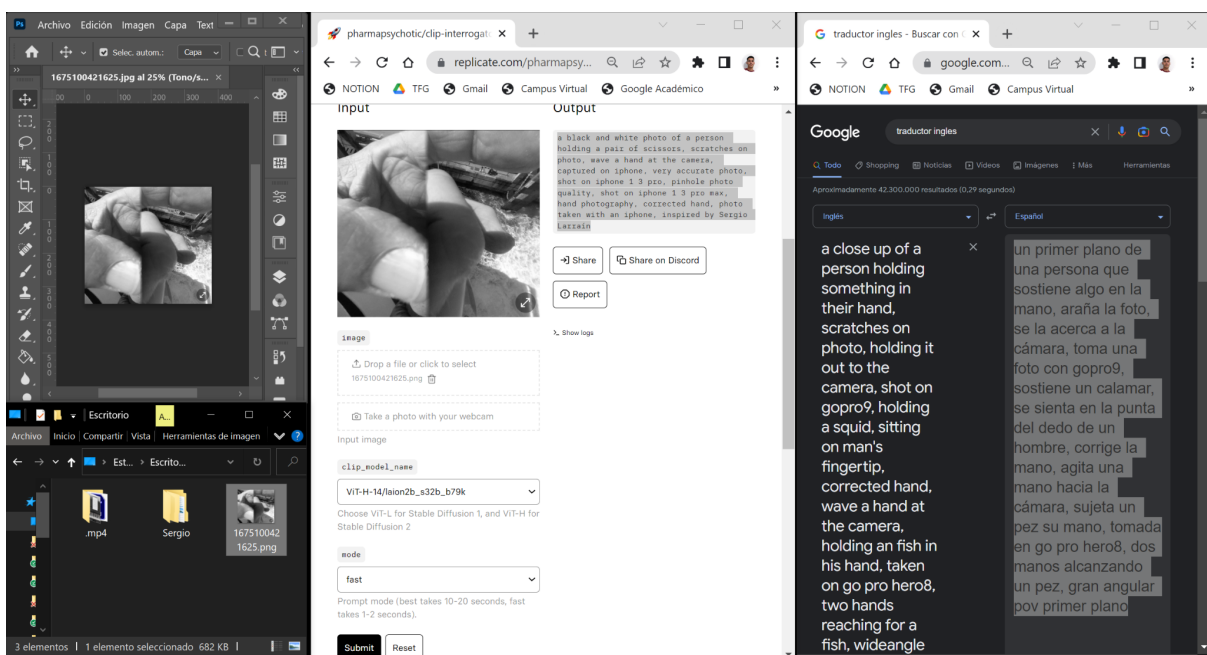 Archivo Edición Imagen Capa Text
Selec. autom.: Capa
1675100421625.jpg al 25% (Tono/s...
00 0 100 200 300 400
Escritorio
A...
Archivo Inicio Compartir Vista Herramientas de imagen
Est... Escrito...
.mp4
Sergio
167510042
1625.png
3 elementos 1 elemento seleccionado 682 KB
pharmapsychotic/clip-interrogato
replicate.com/pharmapsy...
NOTION TFG Gmail Campus Virtual Google Académico
Input
image
Drop a file or click to select
1675100421625.png
Take a photo with your webcam
Input image
clip_model_name
ViT-H-14/laion2b_s32b_b79k
Choose ViT-L for Stable Diffusion 1, and ViT-H for
Stable Diffusion 2
mode
fast
Prompt mode (best takes 10-20 seconds, fast
takes 1-2 seconds).
Submit Reset
Output
a black and white photo of a person
holding a pair of scissors, scratches on
photo, wave a hand at the camera,
captured on iphone, very accurate photo,
shot on iphone 1 3 pro, pinhole photo
quality, shot on iphone 1 3 pro max,
hand photography, corrected hand, photo
taken with an iphone, inspired by Sergio
Larraín
Share Share on Discord
Report
Show logs
traductor ingles - Buscar con G
google.com...
NOTION TFG Gmail Campus Virtual
Google traductor ingles
Todo Shopping Noticias Videos Imágenes Más Herramientas
Aproximadamente 42.300.000 resultados (0,29 segundos)
Inglés
Español
a close up of a
person holding
something in
their hand,
scratches on
photo, holding it
out to the
camera, shot on
gopro9, holding
a squid, sitting
on man's
fingertip,
corrected hand,
wave a hand at
the camera,
holding an fish in
his hand, taken
on go pro hero8,
two hands
reaching for a
fish, wideangle
un primer plano de
una persona que
sostiene algo en la
mano, araña la foto,
se la acerca a la
cámara, toma una
foto con gopro9,
sostiene un calamar,
se sienta en la punta
del dedo de un
hombre, corrige la
mano, agita una
mano hacia la
cámara, sujeta un
pez su mano, tomada
en go pro hero8, dos
manos alcanzando
un pez, gran angular
pov primer plano